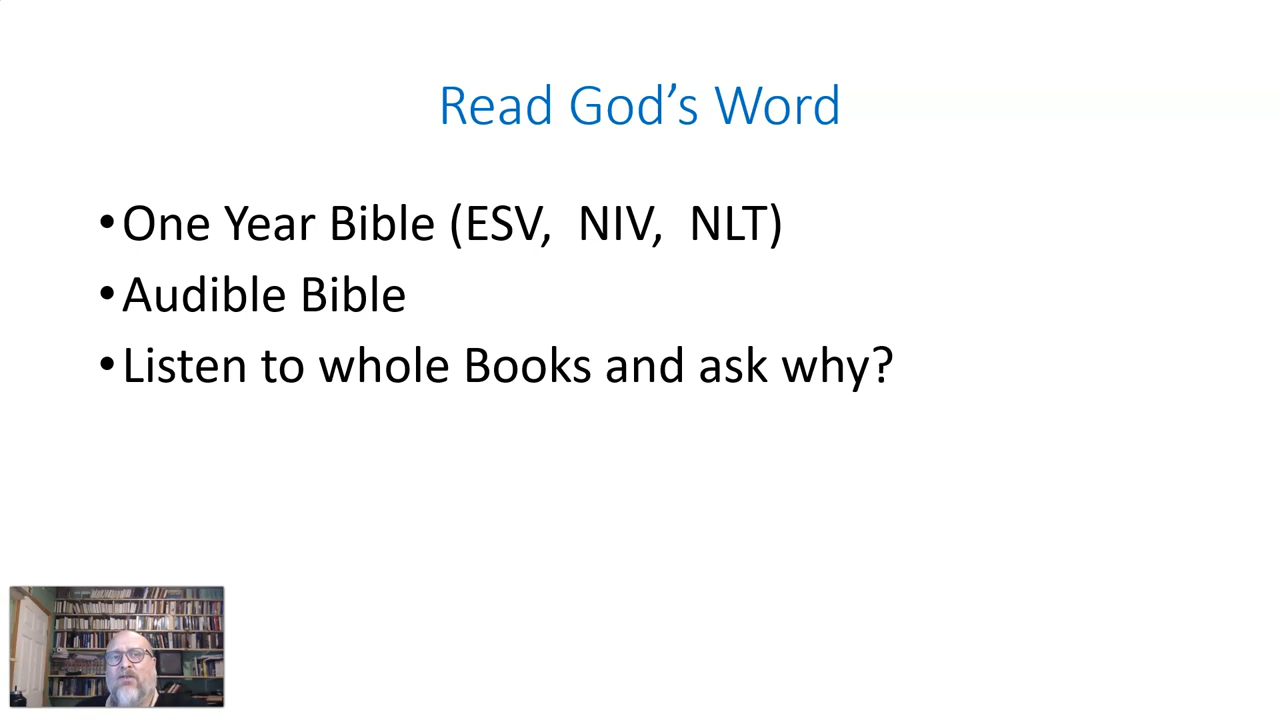 Read God’s Word
•One Year Bible (ESV,  NIV,  NLT)
•Audible Bible
•Listen to whole Books and ask why?